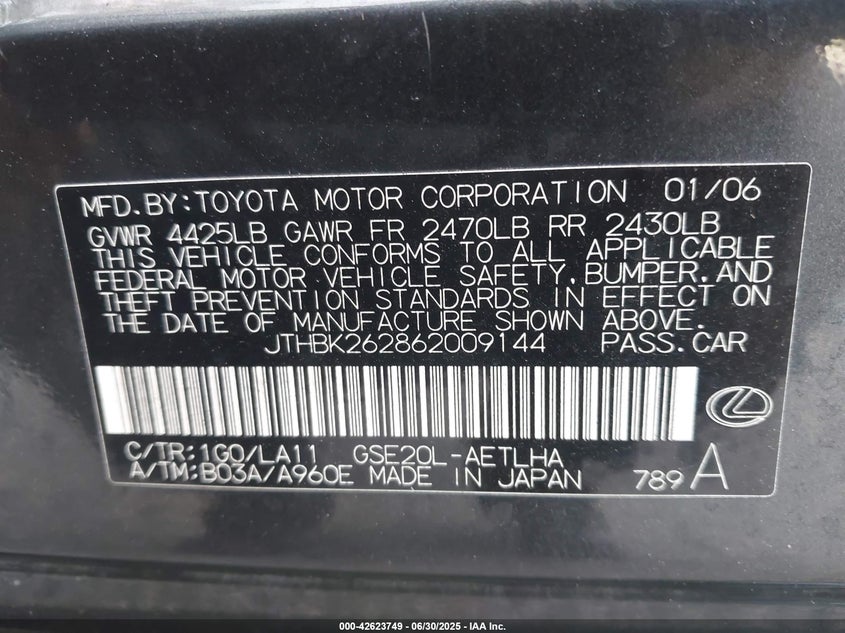 MFD.BY:TOYOTA MOTOR CORPORATION 01/06
GVWR 4425LB GAWR FR 2470LB RR 2430LB
THIS VEHICLE CONFORMS TO ALL APPLICABLE
FEDERAL MOTOR VEHICLE SAFETY,BUMPER,AND
THEFT PREVENTION STANDARDS IN EFFECT ON
THE DATE OF MANUFACTURE SHOWN ABOVE.
JTHBK262862009144 PASS.CAR
C/TR:1G0/LA11 GSE20L-AETLHA
A/TM:B03A/A960E MADE IN JAPAN 789 A
000-42623749 - 06/30/2025 - IAA Inc.